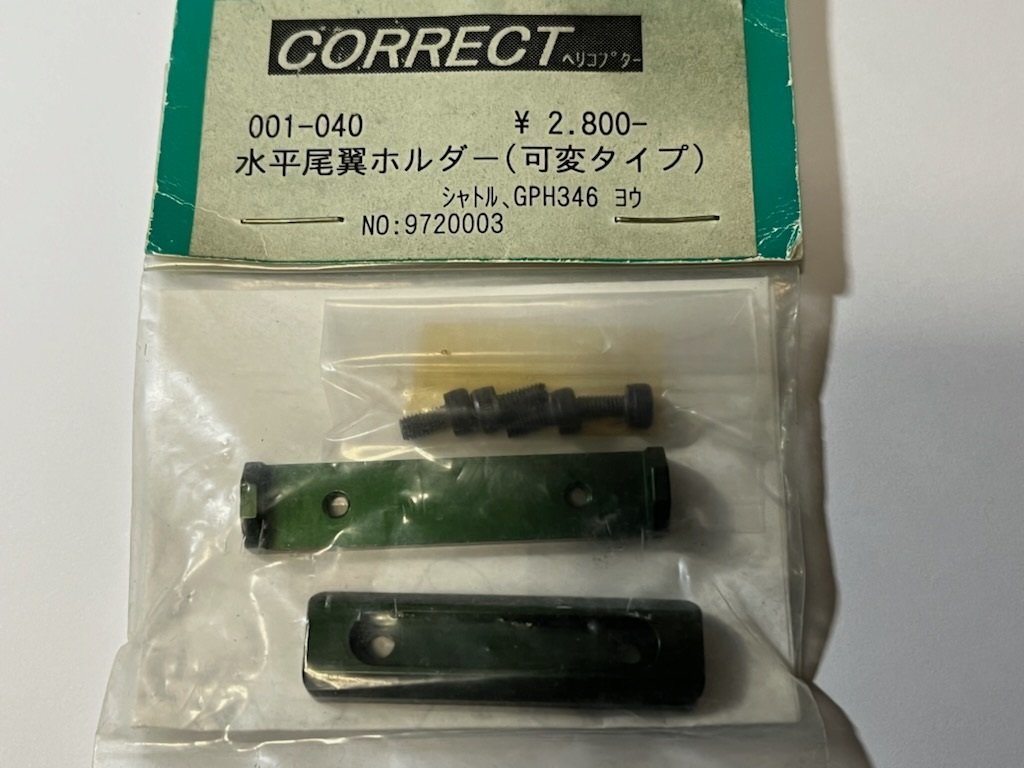 CORRECT ヘリコプター
001-040 ¥ 2.800-
水平尾翼ホルダー(可変タイプ)
シャトル、GPH346 ヨウ
NO:9720003